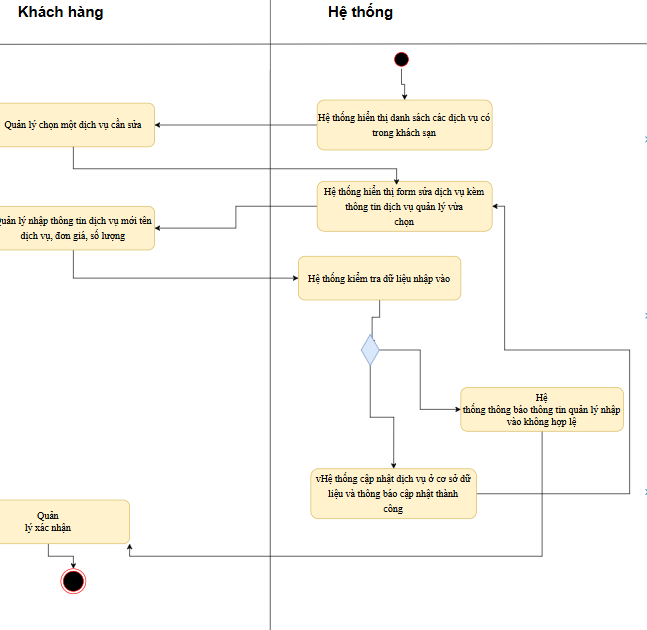 Khách hàng
Hệ thống
Hệ thống hiển thị danh sách các dịch vụ có
trong khách sạn
Quản lý chọn một dịch vụ cần sửa
Hệ thống hiển thị form sửa dịch vụ kèm
thông tin dịch vụ quản lý vừa
chọn
uản lý nhập thông tin dịch vụ mới tên
dịch vụ, đơn giá, số lượng
Hệ thống kiểm tra dữ liệu nhập vào
Hệ
thống thông báo thông tin quản lý nhập
vào không hợp lệ
vHệ thống cập nhật dịch vụ ở cơ sở dữ
liệu và thông báo cập nhật thành
công
Quản
lý xác nhận